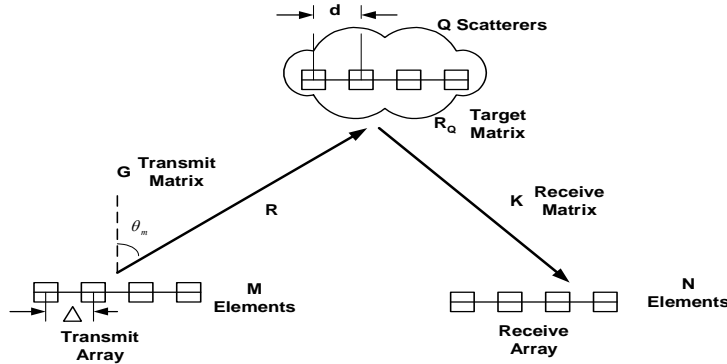 d
Q Scatterers
R_Q Target
Matrix
G Transmit
Matrix
R
K Receive
Matrix
θ_m
M
Elements
N
Elements
△
Transmit
Array
Receive
Array